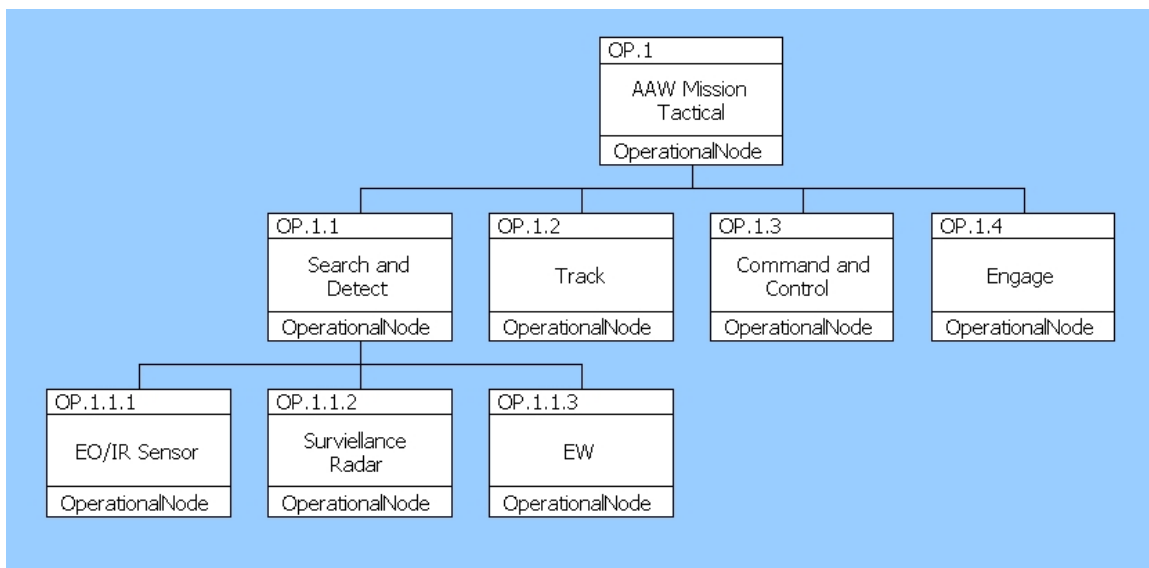 OP.1
AAW Mission
Tactical
OperationalNode
OP.1.1
Search and
Detect
OperationalNode
OP.1.2
Track
OperationalNode
OP.1.3
Command and
Control
OperationalNode
OP.1.4
Engage
OperationalNode
OP.1.1.1
EO/IR Sensor
OperationalNode
OP.1.1.2
Surviellance
Radar
OperationalNode
OP.1.1.3
EW
OperationalNode